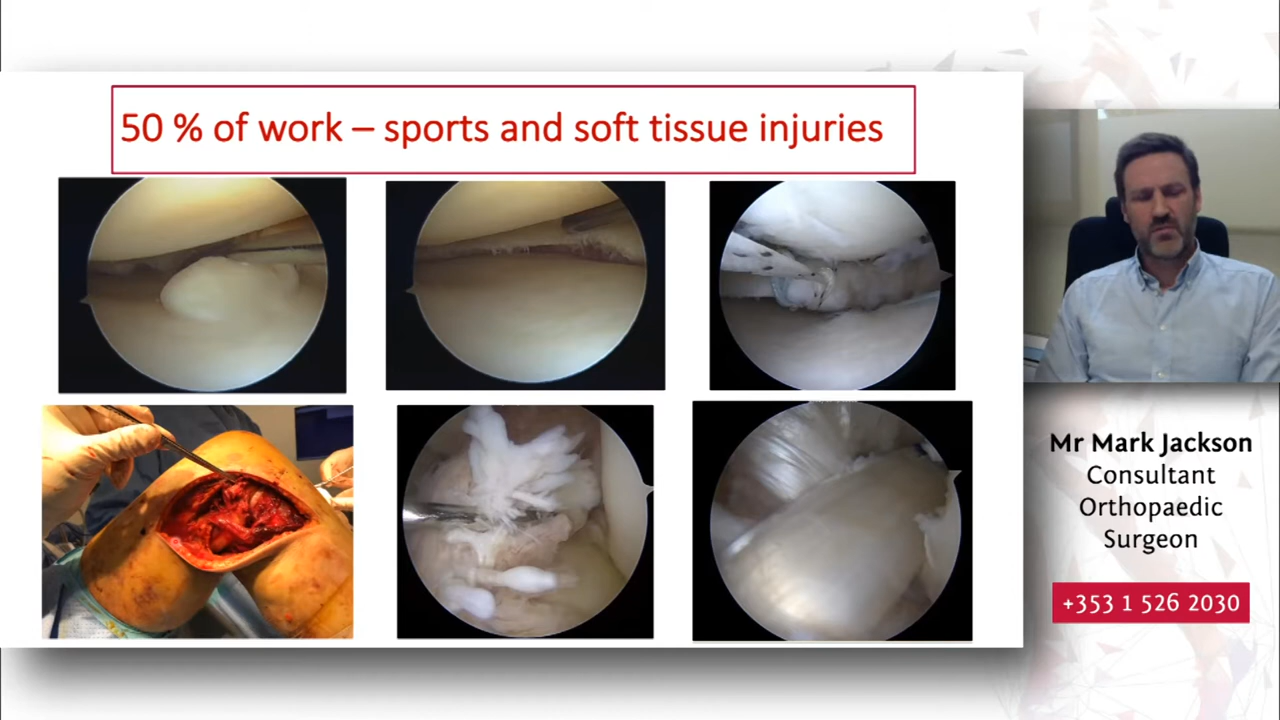 50 % of work – sports and soft tissue injuries
Mr Mark Jackson
Consultant
Orthopaedic
Surgeon
+353 1 526 2030